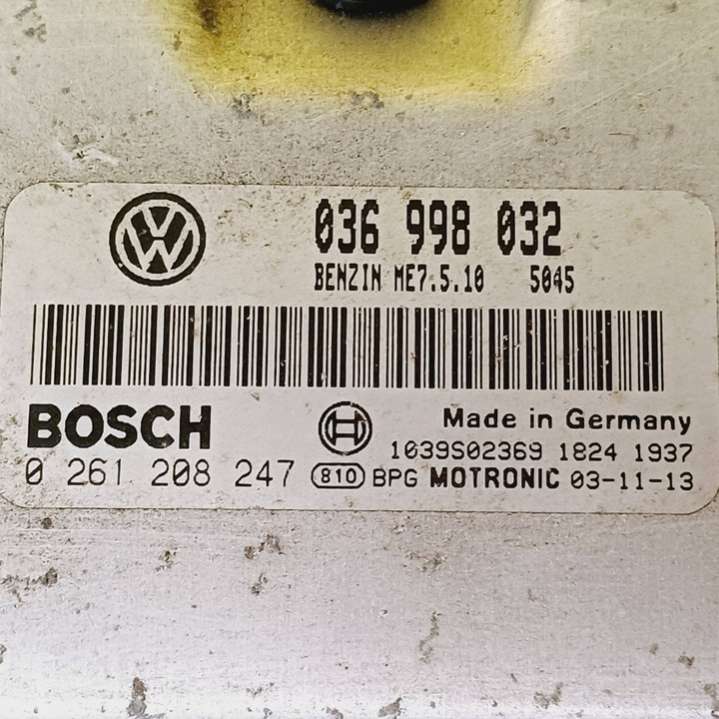 036 998 032
BENZIN ME7.5.10 5045
BOSCH
Made in Germany
1039S02369 1824 1937
0 261 208 247 810 BPG MOTRONIC 03-11-13